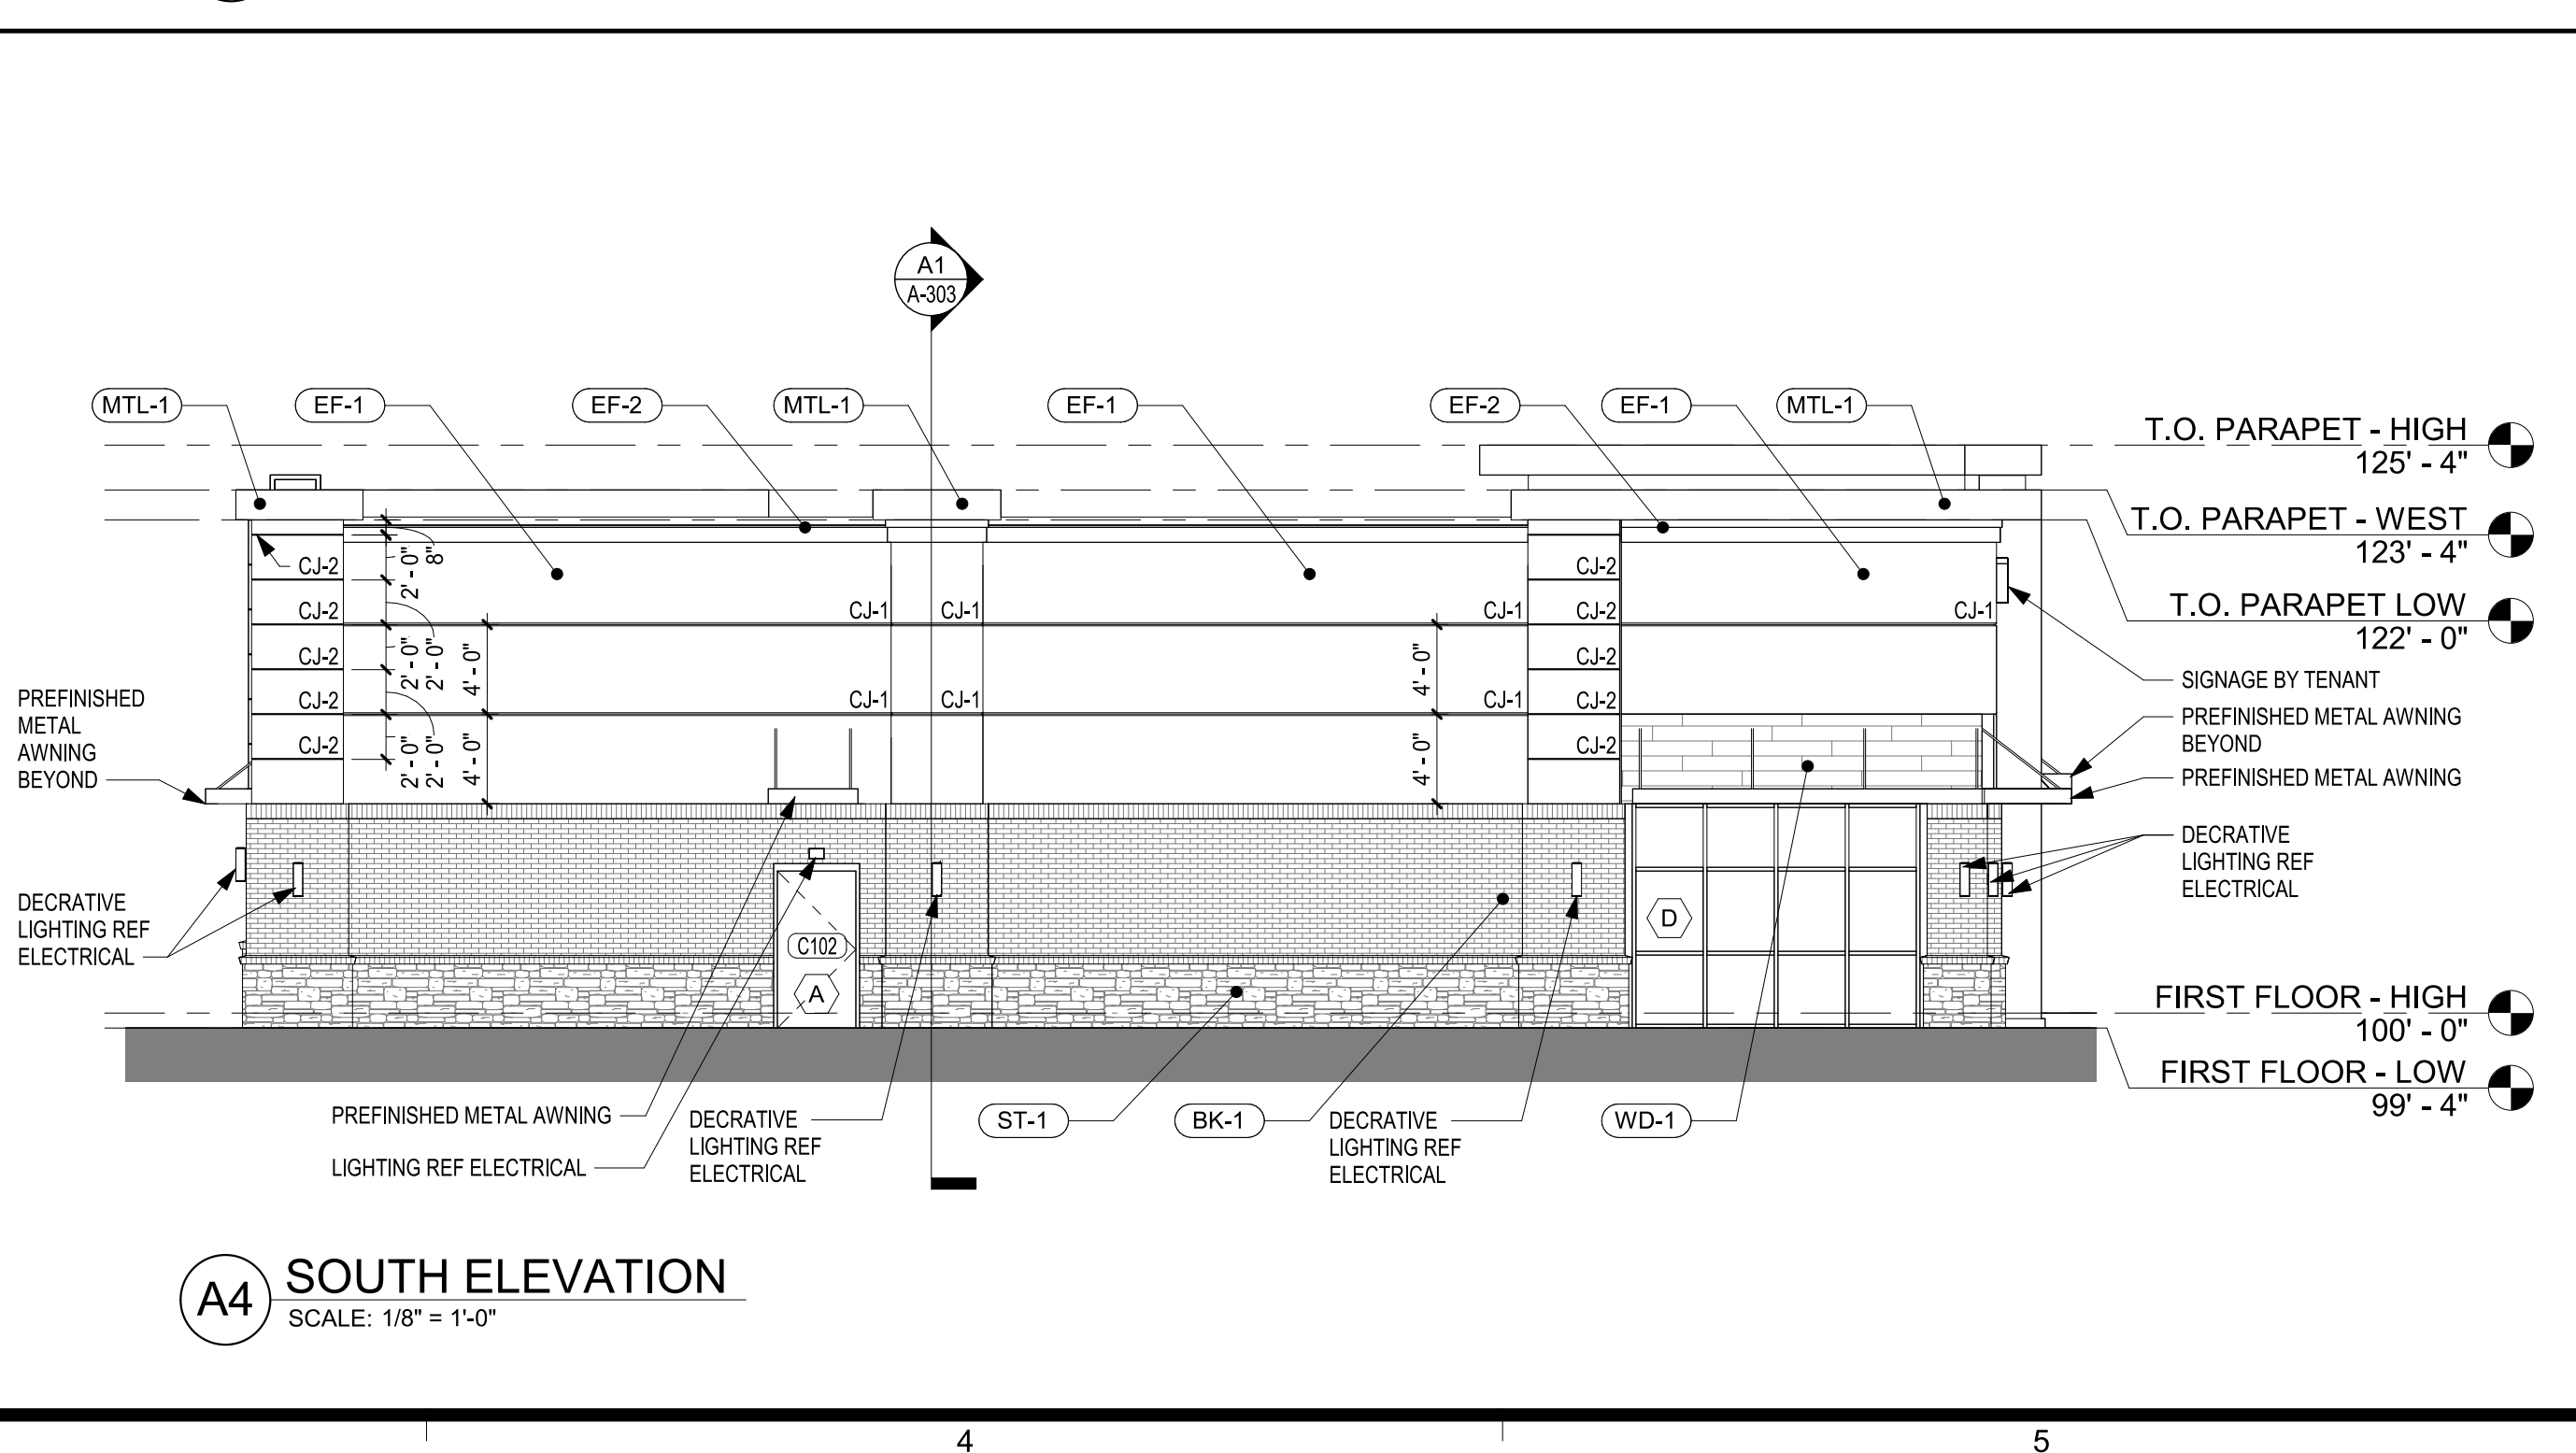 A1
A-303
MTL-1
EF-1
EF-2
MTL-1
EF-1
EF-2
EF-1
MTL-1
T.O. PARAPET - HIGH
125' - 4"
T.O. PARAPET - WEST
123' - 4"
T.O. PARAPET LOW
122' - 0"
CJ-2
CJ-2
CJ-2
CJ-2
CJ-2
8"
2' - 0"
2' - 0"
2' - 0"
2' - 0"
2' - 0"
4' - 0"
4' - 0"
CJ-1
CJ-1
CJ-1
CJ-1
4' - 0"
4' - 0"
CJ-1
CJ-1
CJ-2
CJ-2
CJ-2
CJ-2
CJ-2
CJ-1
SIGNAGE BY TENANT
PREFINISHED METAL AWNING
BEYOND
PREFINISHED METAL AWNING
PREFINISHED
METAL
AWNING
BEYOND
DECRATIVE
LIGHTING REF
ELECTRICAL
DECRATIVE
LIGHTING REF
ELECTRICAL
C102
A
D
FIRST FLOOR - HIGH
100' - 0"
FIRST FLOOR - LOW
99' - 4"
PREFINISHED METAL AWNING
LIGHTING REF ELECTRICAL
DECRATIVE
LIGHTING REF
ELECTRICAL
ST-1
BK-1
DECRATIVE
LIGHTING REF
ELECTRICAL
WD-1
A4
SOUTH ELEVATION
SCALE: 1/8" = 1'-0"
4
5